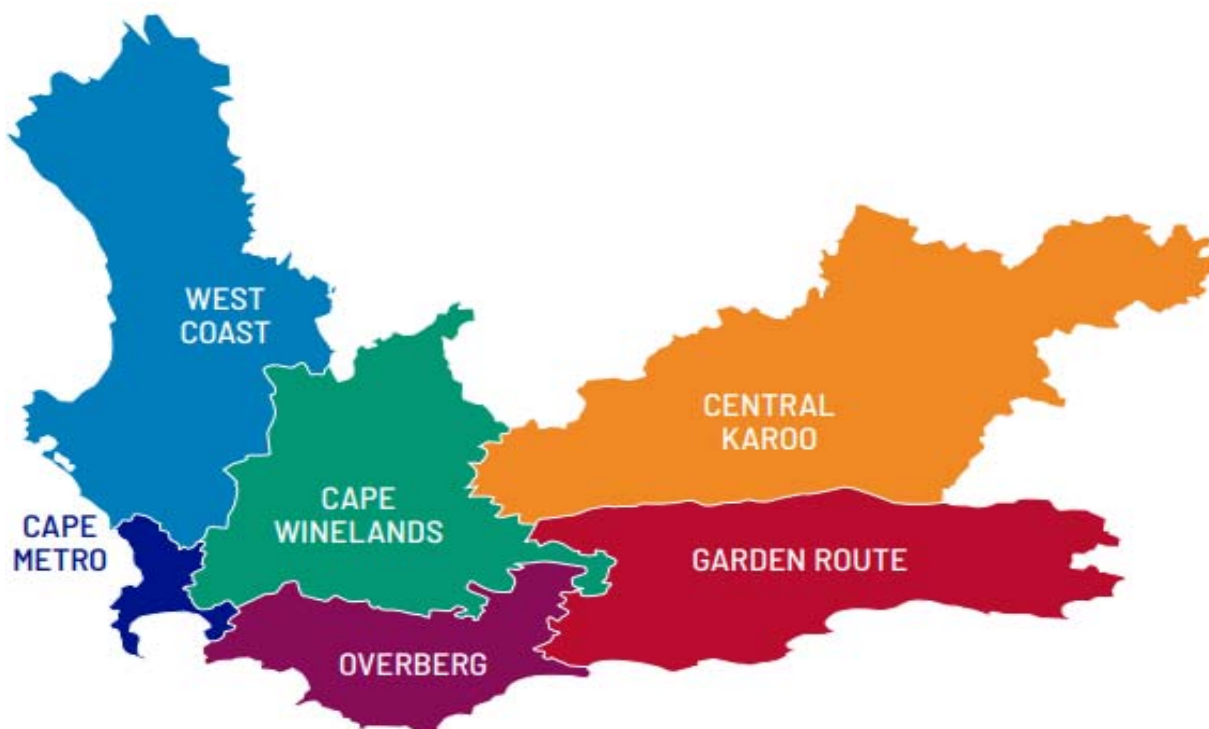 WEST
COAST
CENTRAL
KAROO
CAPE
WINELANDS
CAPE
METRO
GARDEN ROUTE
OVERBERG